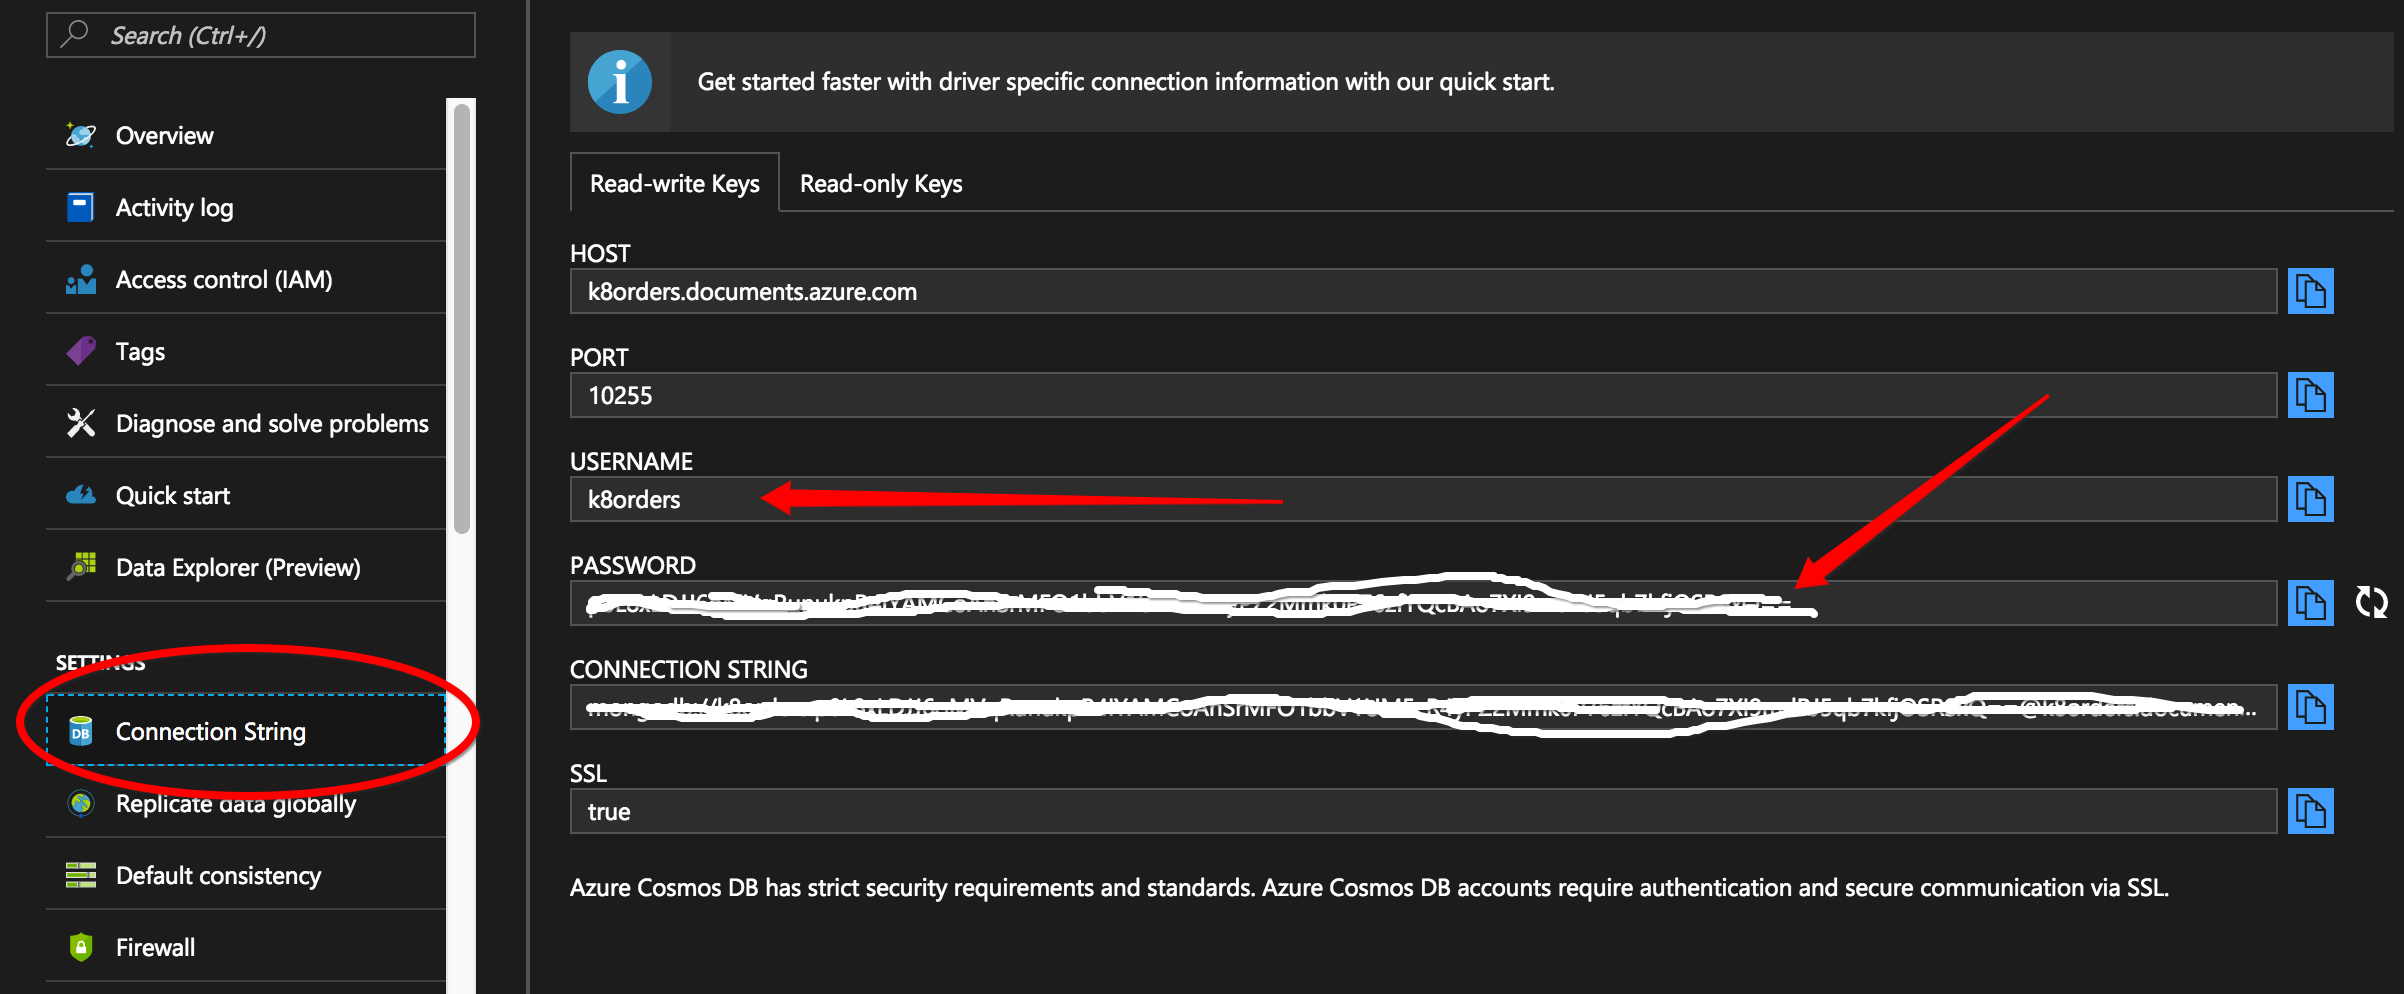 Search (Ctrl+/)
Overview
Activity log
Access control (IAM)
Tags
Diagnose and solve problems
Quick start
Data Explorer (Preview)
SETTINGS
DB
Connection String
Replicate data globally
Default consistency
Firewall
i
Get started faster with driver specific connection information with our quick start.
Read-write Keys
Read-only Keys
HOST
k8orders.documents.azure.com
PORT
10255
USERNAME
k8orders
PASSWORD
CONNECTION STRING
SSL
true
Azure Cosmos DB has strict security requirements and standards. Azure Cosmos DB accounts require authentication and secure communication via SSL.